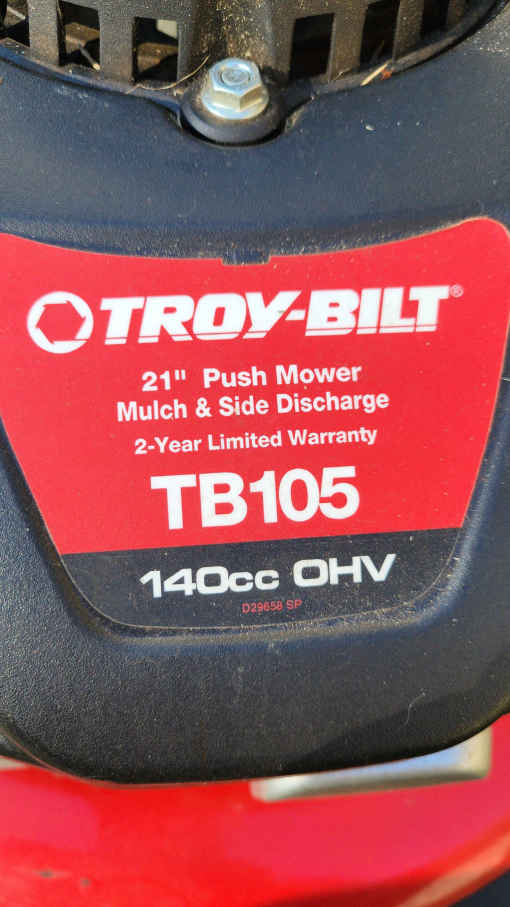 TROY-BILT®
21" Push Mower
Mulch & Side Discharge
2-Year Limited Warranty
TB105
140cc OHV
D29658 SP